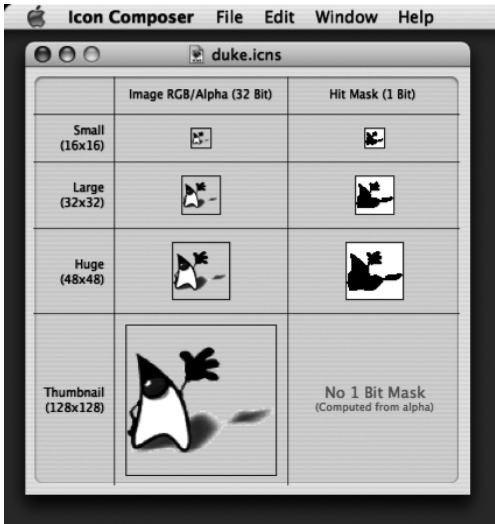 Icon Composer File Edit Window Help
duke.icns
Image RGB/Alpha (32 Bit) Hit Mask (1 Bit)
Small
(16x16)
Large
(32x32)
Huge
(48x48)
Thumbnail
(128x128)
No 1 Bit Mask
(Computed from alpha)